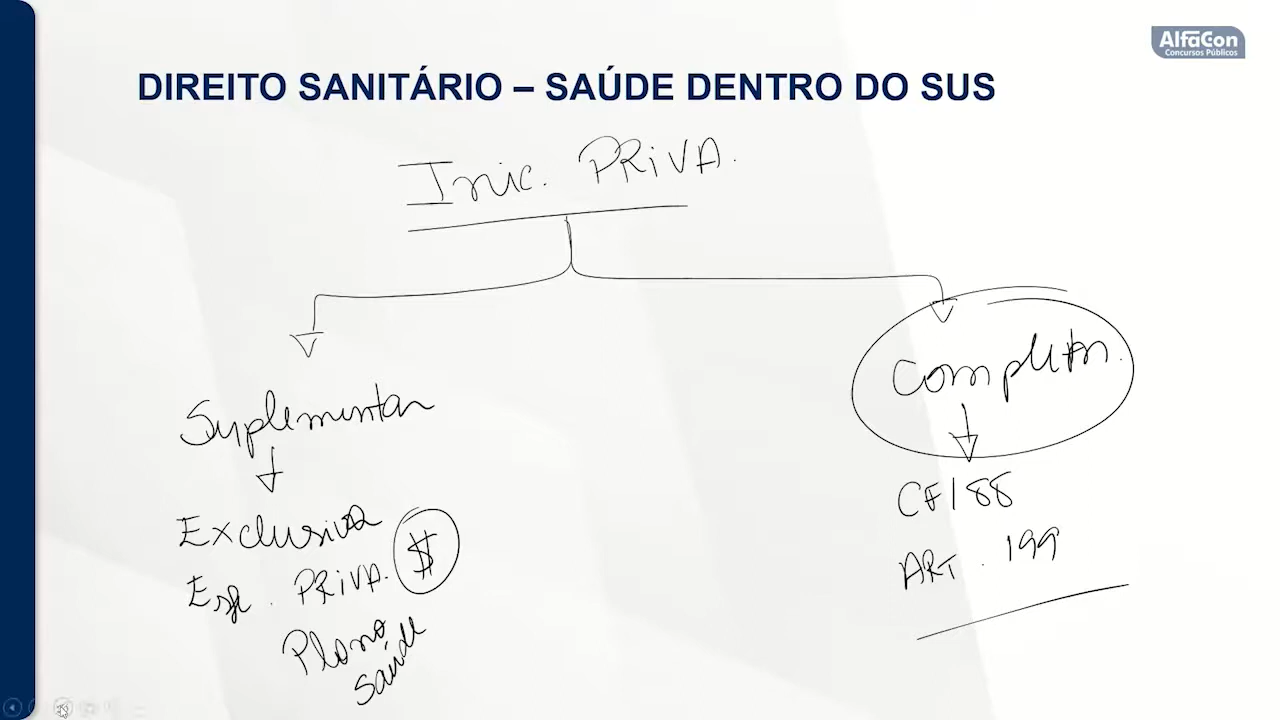 AlfaCon
Concursos Públicos
DIREITO SANITÁRIO – SAÚDE DENTRO DO SUS
Inic. PRIVA.
Suplementar
Complem.
Exclusiva
Esf. PRIVA. $
Plano
saúde
CF/88
ART. 199